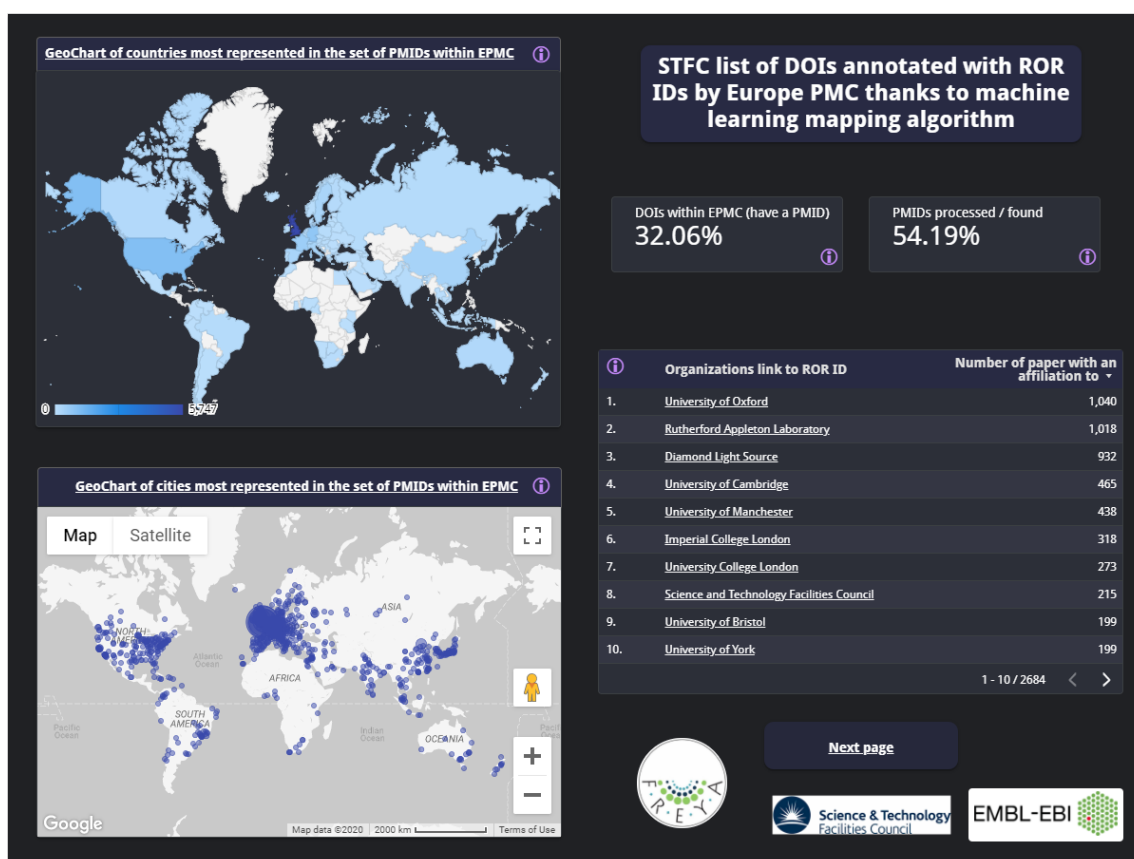 GeoChart of countries most represented in the set of PMIDs within EPMC
0
5,747
STFC list of DOIs annotated with ROR
IDs by Europe PMC thanks to machine
learning mapping algorithm
DOIs within EPMC (have a PMID)
32.06%
PMIDs processed / found
54.19%
Organizations link to ROR ID
Number of paper with an
affiliation to
1. University of Oxford 1,040
2. Rutherford Appleton Laboratory 1,018
3. Diamond Light Source 932
4. University of Cambridge 465
5. University of Manchester 438
6. Imperial College London 318
7. University College London 273
8. Science and Technology Facilities Council 215
9. University of Bristol 199
10. University of York 199
1 - 10 / 2684
GeoChart of cities most represented in the set of PMIDs within EPMC
Map
Satellite
NORTH
ASIA
Atlantic
Ocean
AFRICA
SOUTH
AMERICA
Pacific
Ocean
Indian
Ocean
OCEANIA
Google
Map data ©2020
2000 km
Terms of Use
Next page
FREYA
Science & Technology
Facilities Council
EMBL-EBI